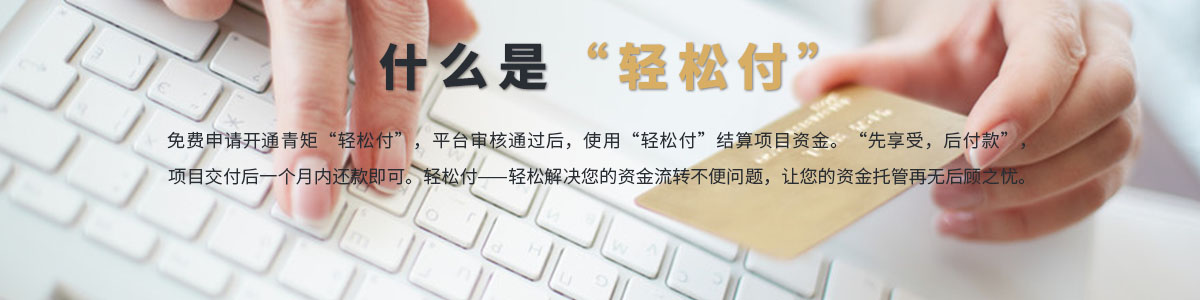 什么是“轻松付”
免费申请开通青矩“轻松付”，平台审核通过后，使用“轻松付”结算项目资金。“先享受，后付款”，
项目交付后一个月内还款即可。轻松付——轻松解决您的资金流转不便问题，让您的资金托管再无后顾之忧。